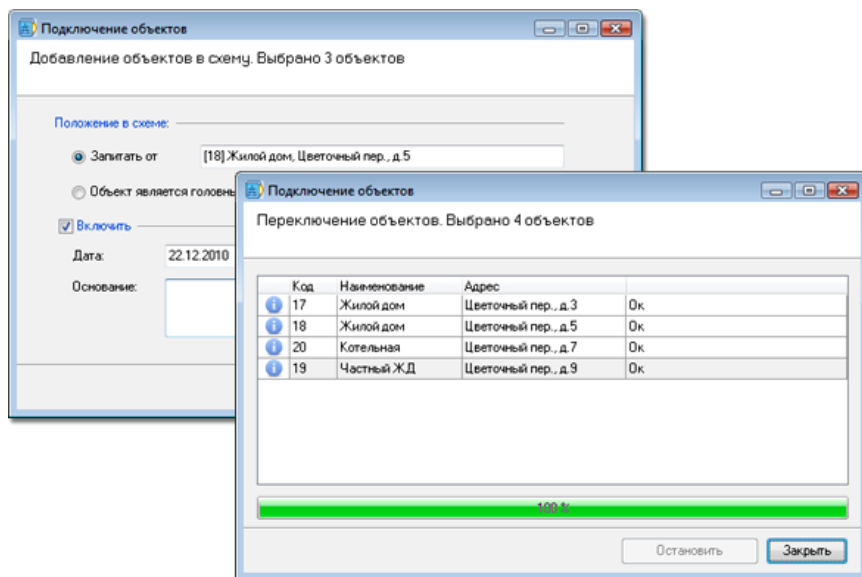 Подключение объектов
Добавление объектов в схему. Выбрано 3 объектов
Положение в схеме:
Запитать от [18] Жилой дом, Цветочный пер., д.5
Объект является головны
Включить
Дата: 22.12.2010
Основание:
Подключение объектов
Переключение объектов. Выбрано 4 объектов
Код Наименование Адрес
17 Жилой дом Цветочный пер., д.3 Ок
18 Жилой дом Цветочный пер., д.5 Ок
20 Котельная Цветочный пер., д.7 Ок
19 Частный ЖД Цветочный пер., д.9 Ок
100 %
Остановить Закрыть